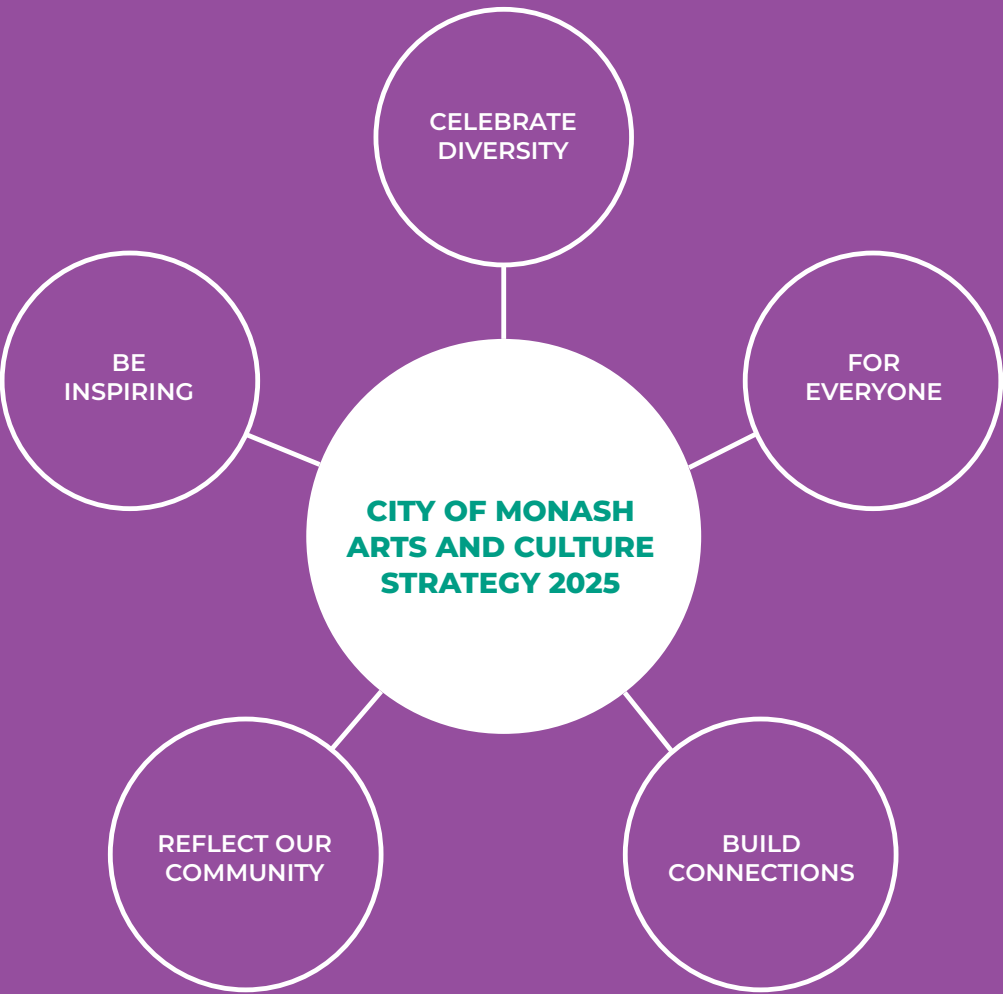 CELEBRATE
DIVERSITY
BE
INSPIRING
FOR
EVERYONE
CITY OF MONASH
ARTS AND CULTURE
STRATEGY 2025
REFLECT OUR
COMMUNITY
BUILD
CONNECTIONS